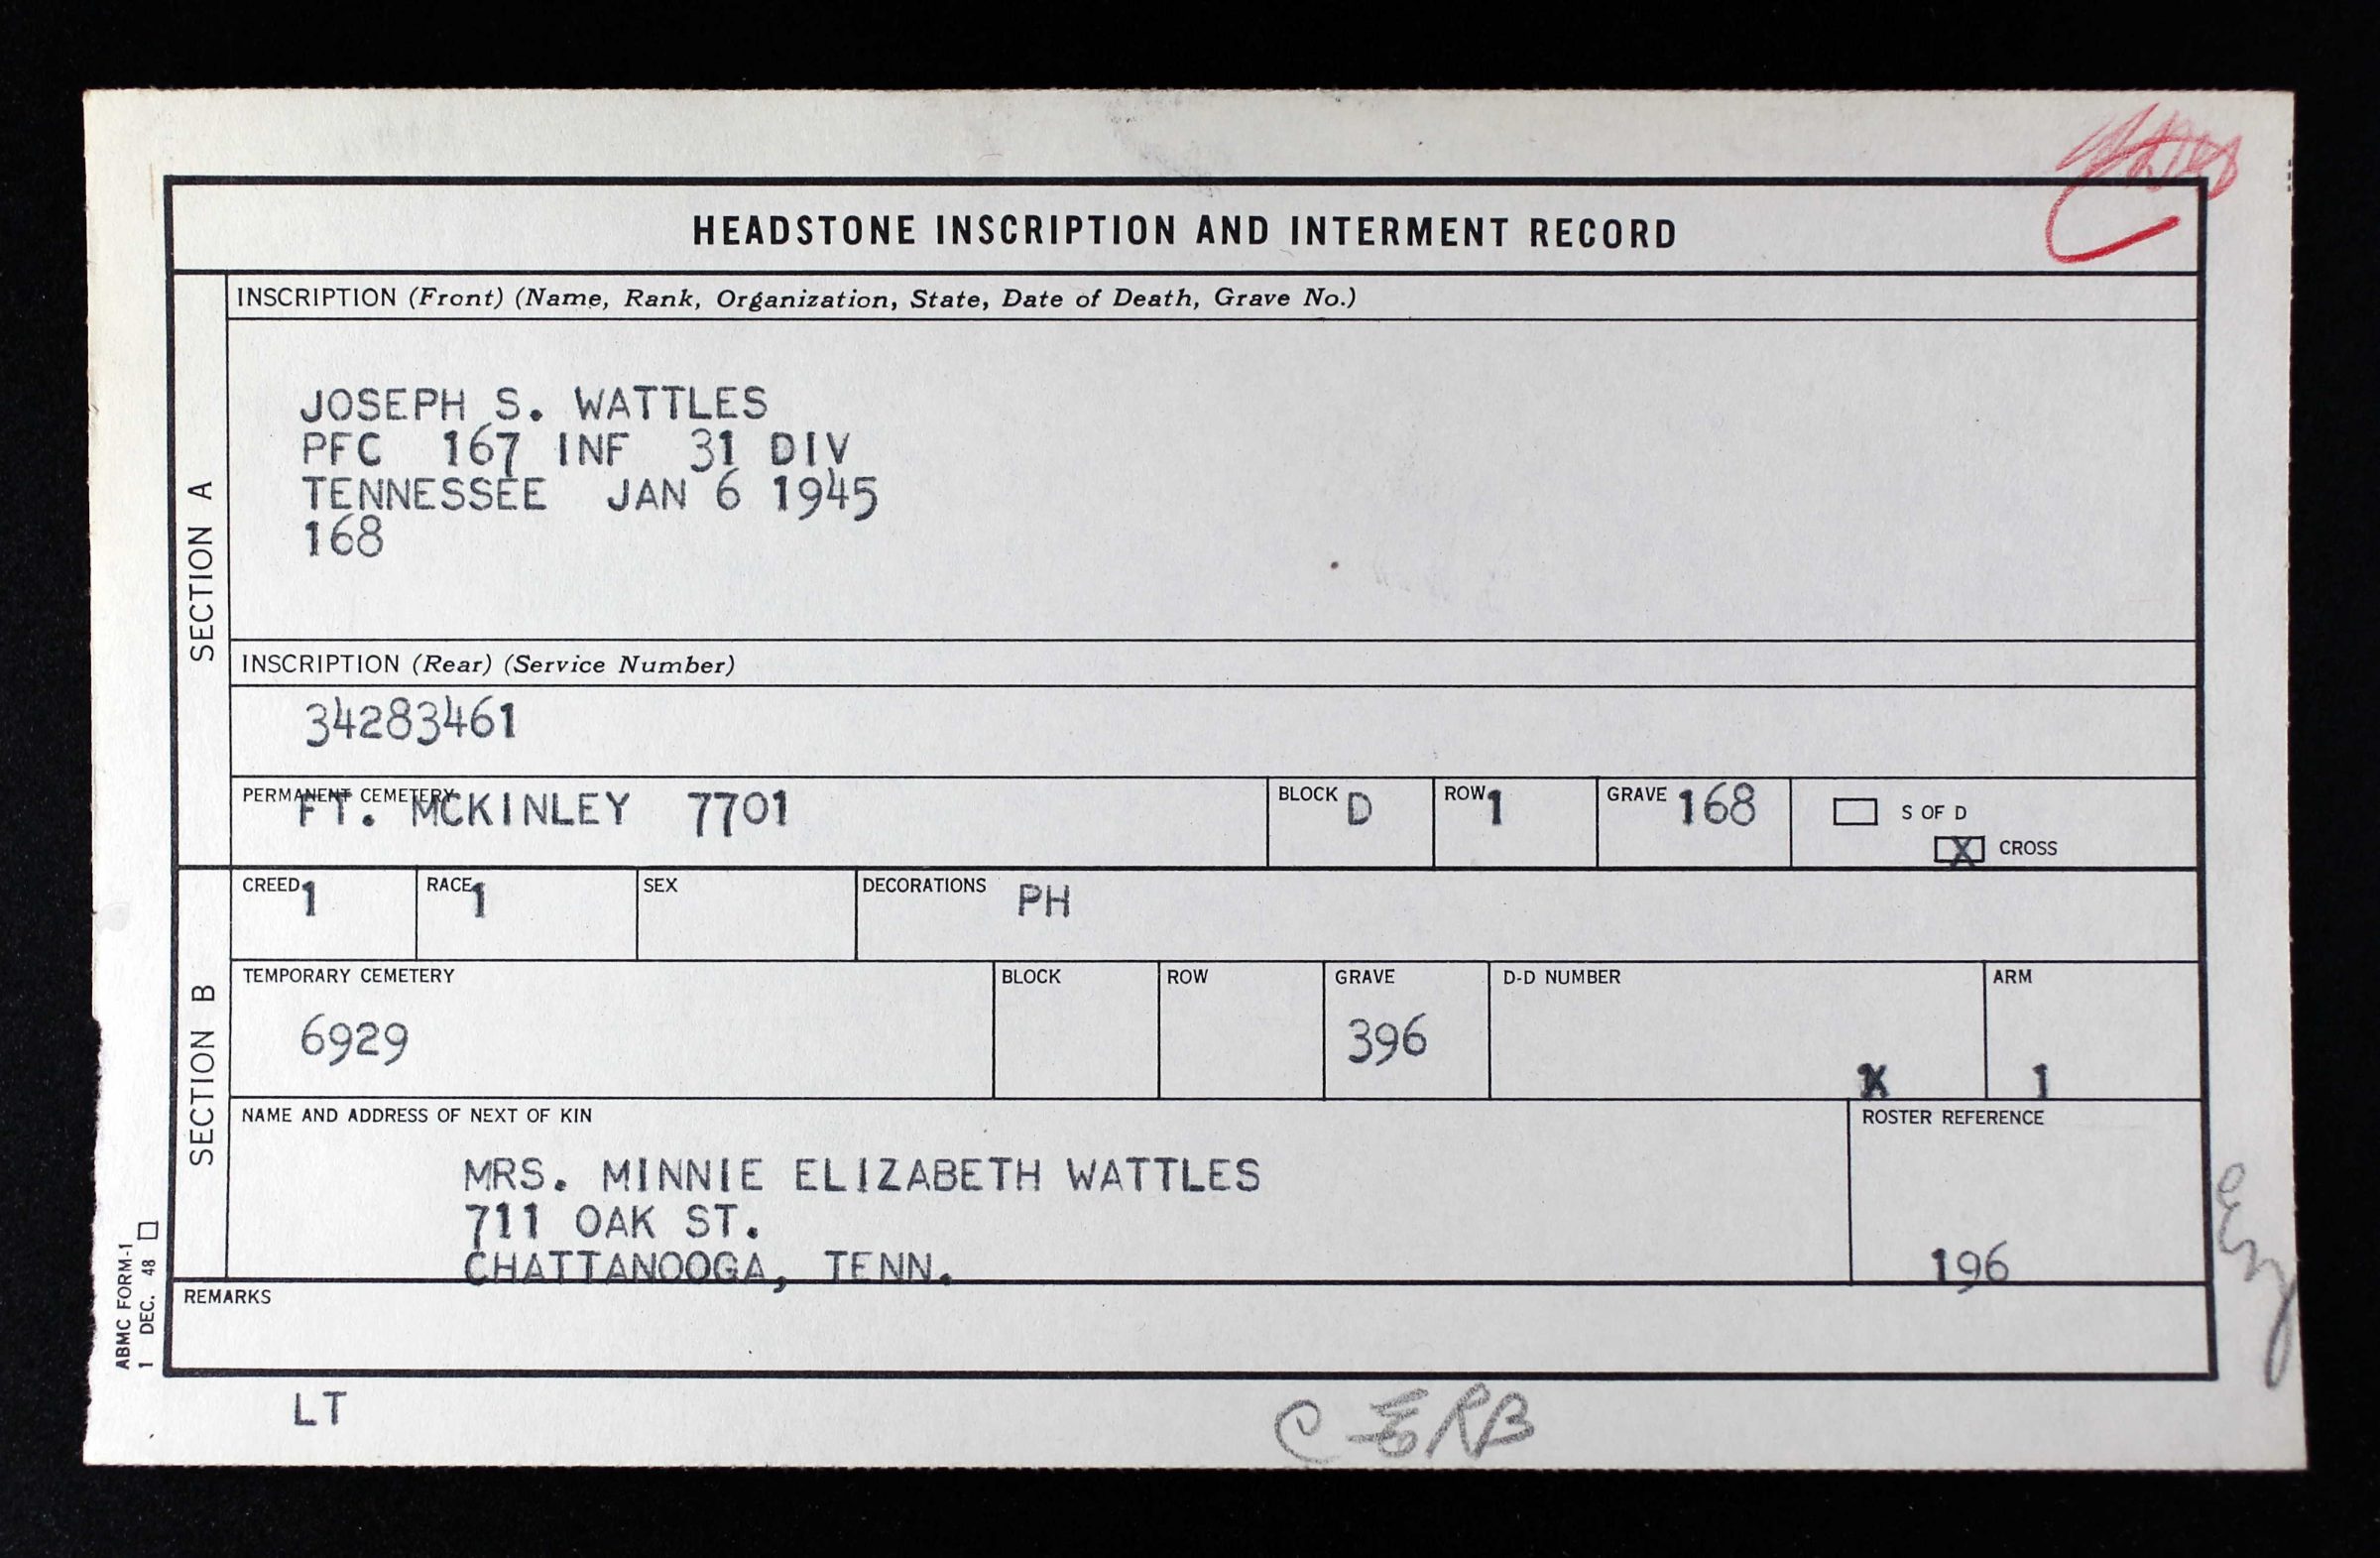 HEADSTONE INSCRIPTION AND INTERMENT RECORD
SECTION A
INSCRIPTION (Front) (Name, Rank, Organization, State, Date of Death, Grave No.)
JOSEPH S. WATTLES
PFC 167 INF 31 DIV
TENNESSEE JAN 6 1945
168
INSCRIPTION (Rear) (Service Number)
34283461
PERMANENT CEMETERY FT. MCKINLEY 7701 BLOCK D ROW 1 GRAVE 168 S OF D
X CROSS
SECTION B
CREED 1 RACE 1 SEX DECORATIONS PH
TEMPORARY CEMETERY BLOCK ROW GRAVE D-D NUMBER ARM
6929 396
1
NAME AND ADDRESS OF NEXT OF KIN ROSTER REFERENCE
MRS. MINNIE ELIZABETH WATTLES
711 OAK ST.
CHATTANOOGA, TENN. 196
REMARKS
ABMC FORM-1
1 DEC. 48
LT